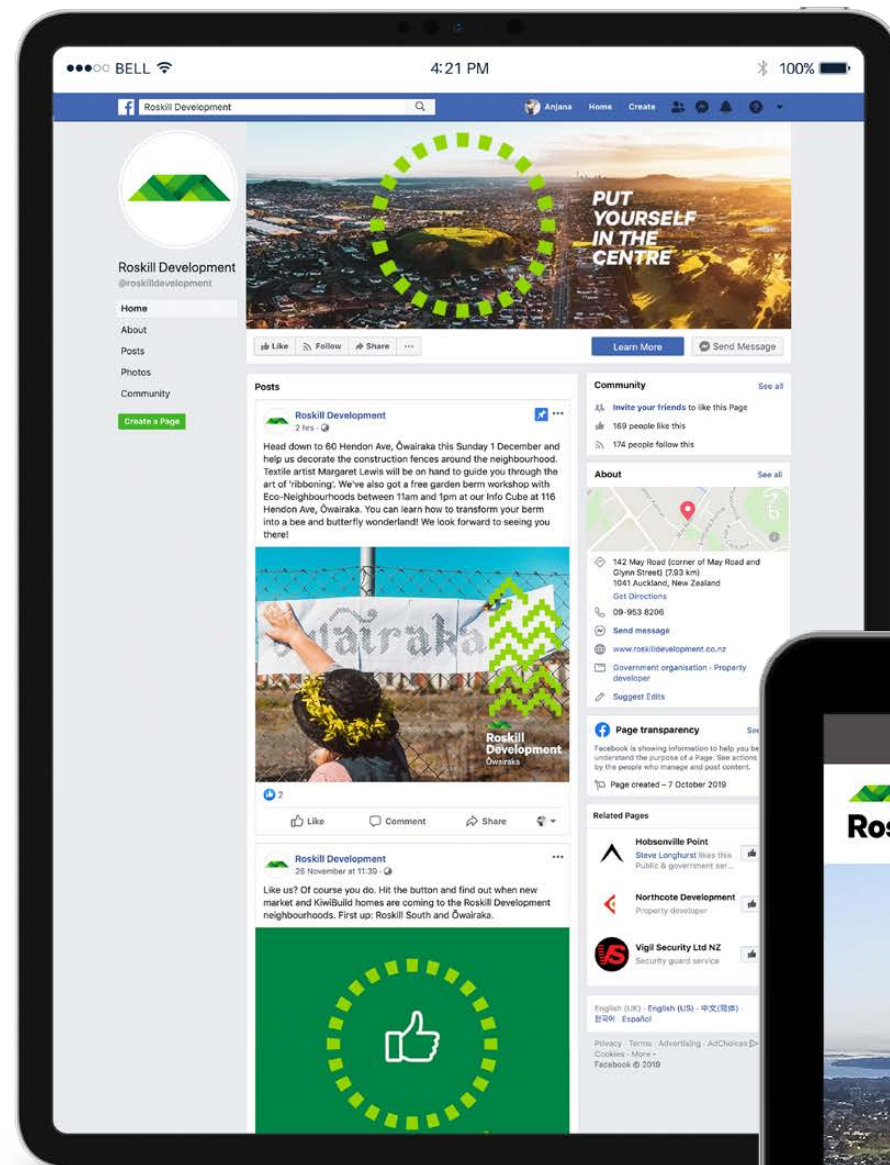 BELL
4:21 PM
100%
Roskill Development
Anjana
Home
Create
PUT
YOURSELF
IN THE
CENTRE
Roskill Development
@roskilldevelopment
Home
About
Posts
Photos
Community
Create a Page
Like
Follow
Share
Learn More
Send Message
Posts
Roskill Development
2 hrs
Head down to 60 Hendon Ave, Ōwairaka this Sunday 1 December and
help us decorate the construction fences around the neighbourhood.
Textile artist Margaret Lewis will be on hand to guide you through the
art of 'ribboning'. We've also got a free garden berm workshop with
Eco-Neighbourhoods between 11am and 1pm at our Info Cube at 116
Hendon Ave, Ōwairaka. You can learn how to transform your berm
into a bee and butterfly wonderland! We look forward to seeing you
there!
Roskill
Development
Ōwairaka
2
Like
Comment
Share
Roskill Development
26 November at 11:39
Like us? Of course you do. Hit the button and find out when new
market and KiwiBuild homes are coming to the Roskill Development
neighbourhoods. First up: Roskill South and Ōwairaka.
Community
See all
Invite your friends to like this Page
169 people like this
174 people follow this
About
See all
142 May Road (corner of May Road and
Glynn Street) (7.93 km)
1041 Auckland, New Zealand
Get Directions
09-953 8206
Send message
www.roskilldevelopment.co.nz
Government organisation · Property
developer
Suggest Edits
Page transparency
Facebook is showing information to help you
understand the purpose of a Page. See actions
by the people who manage and post content.
Page created – 7 October 2019
Related Pages
Hobsonville Point
Steve Longhurst likes this
Public & government ser...
Northcote Development
Property developer
Vigil Security Ltd NZ
Security guard service
English (UK) · English (US) · 中文(简体) ·
한국어 · Español
Privacy · Terms · Advertising · AdChoices
Cookies · More
Facebook © 2019